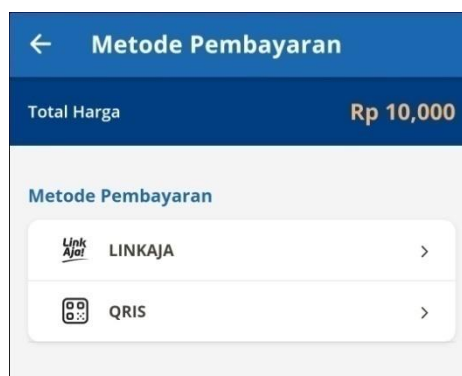 Metode Pembayaran
Total Harga Rp 10,000
Metode Pembayaran
Link Aja! LINKAJA
QRIS